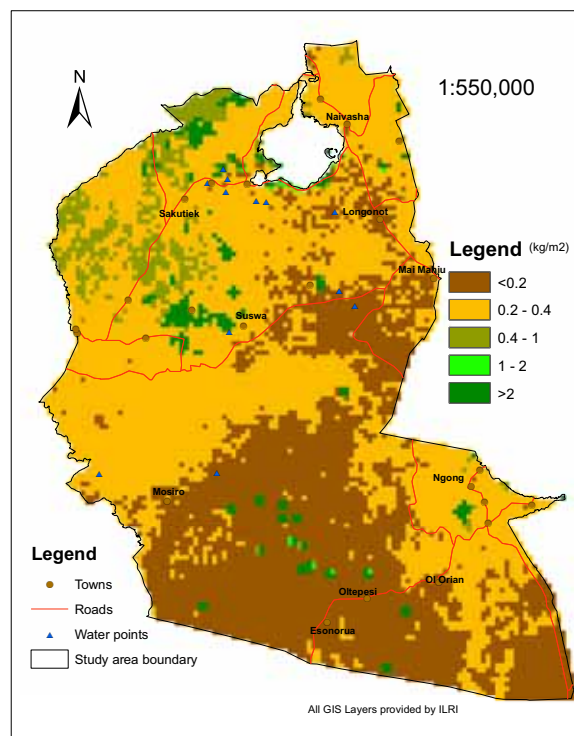 N
1:550,000
Naivasha
Sakutiek
Longonot
Mai Mahiu
Legend (kg/m2)
<0.2
0.2 - 0.4
0.4 - 1
1 - 2
>2
Suswa
Ngong
Mosiro
Legend
Towns
Roads
Water points
Study area boundary
Ol Orian
Oltepesi
Esonorua
All GIS Layers provided by ILRI